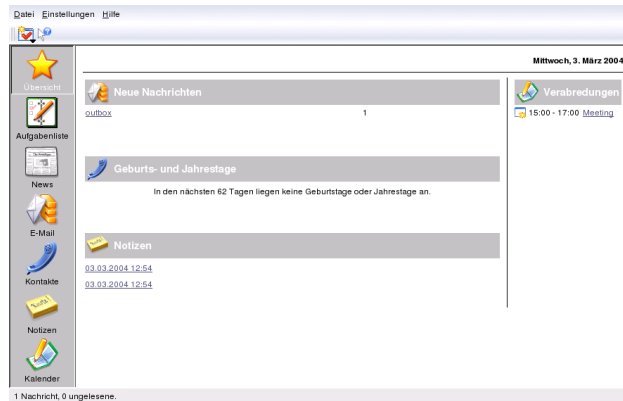 Datei Einstellungen Hilfe
Mittwoch, 3. März 2004
Übersicht
Aufgabenliste
News
E-Mail
Kontakte
Notizen
Kalender
Neue Nachrichten
outbox 1
Geburts- und Jahrestage
In den nächsten 62 Tagen liegen keine Geburtstage oder Jahrestage an.
Notizen
03.03.2004 12:54
03.03.2004 12:54
Verabredungen
15:00 - 17:00 Meeting
1 Nachricht, 0 ungelesene.